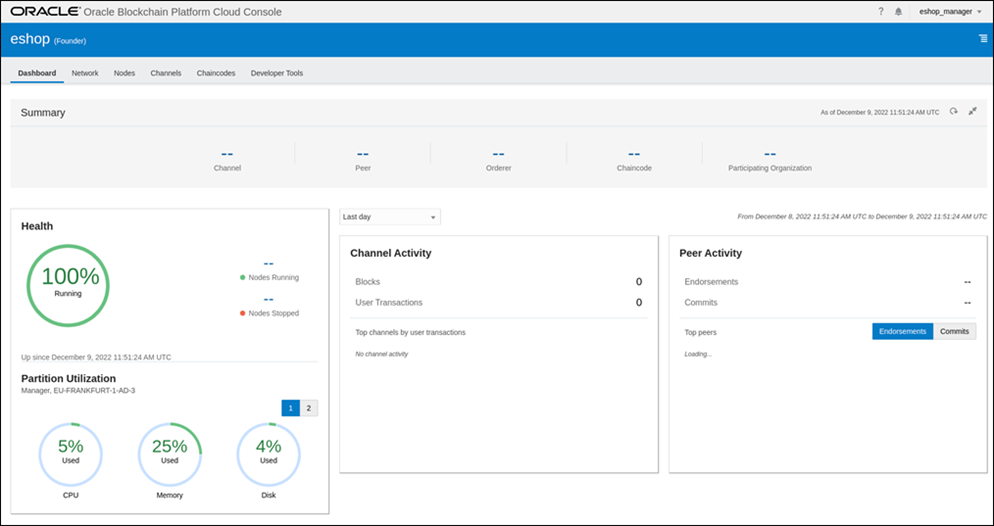 ORACLE® Oracle Blockchain Platform Cloud Console
? eshop_manager
eshop (Founder)
Dashboard Network Nodes Channels Chaincodes Developer Tools
Summary
As of December 9, 2022 11:51:24 AM UTC
-- -- -- -- --
Channel Peer Orderer Chaincode Participating Organization
Health
100%
Running
--
Nodes Running
--
Nodes Stopped
Up since December 9, 2022 11:51:24 AM UTC
Partition Utilization
Manager, EU-FRANKFURT-1-AD-3
1 2
5%
Used
CPU
25%
Used
Memory
4%
Used
Disk
Last day
From December 8, 2022 11:51:24 AM UTC to December 9, 2022 11:51:24 AM UTC
Channel Activity
Blocks 0
User Transactions 0
Top channels by user transactions
No channel activity
Peer Activity
Endorsements --
Commits --
Top peers Endorsements Commits
Loading...